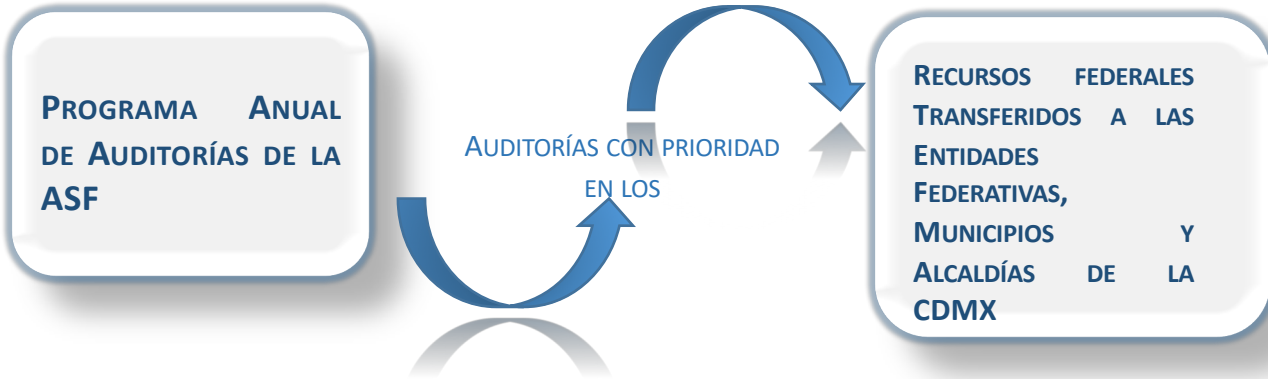 PROGRAMA ANUAL
DE AUDITORÍAS DE LA
ASF
AUDITORÍAS CON PRIORIDAD
EN LOS
RECURSOS FEDERALES
TRANSFERIDOS A LAS
ENTIDADES
FEDERATIVAS,
MUNICIPIOS Y
ALCALDÍAS DE LA
CDMX